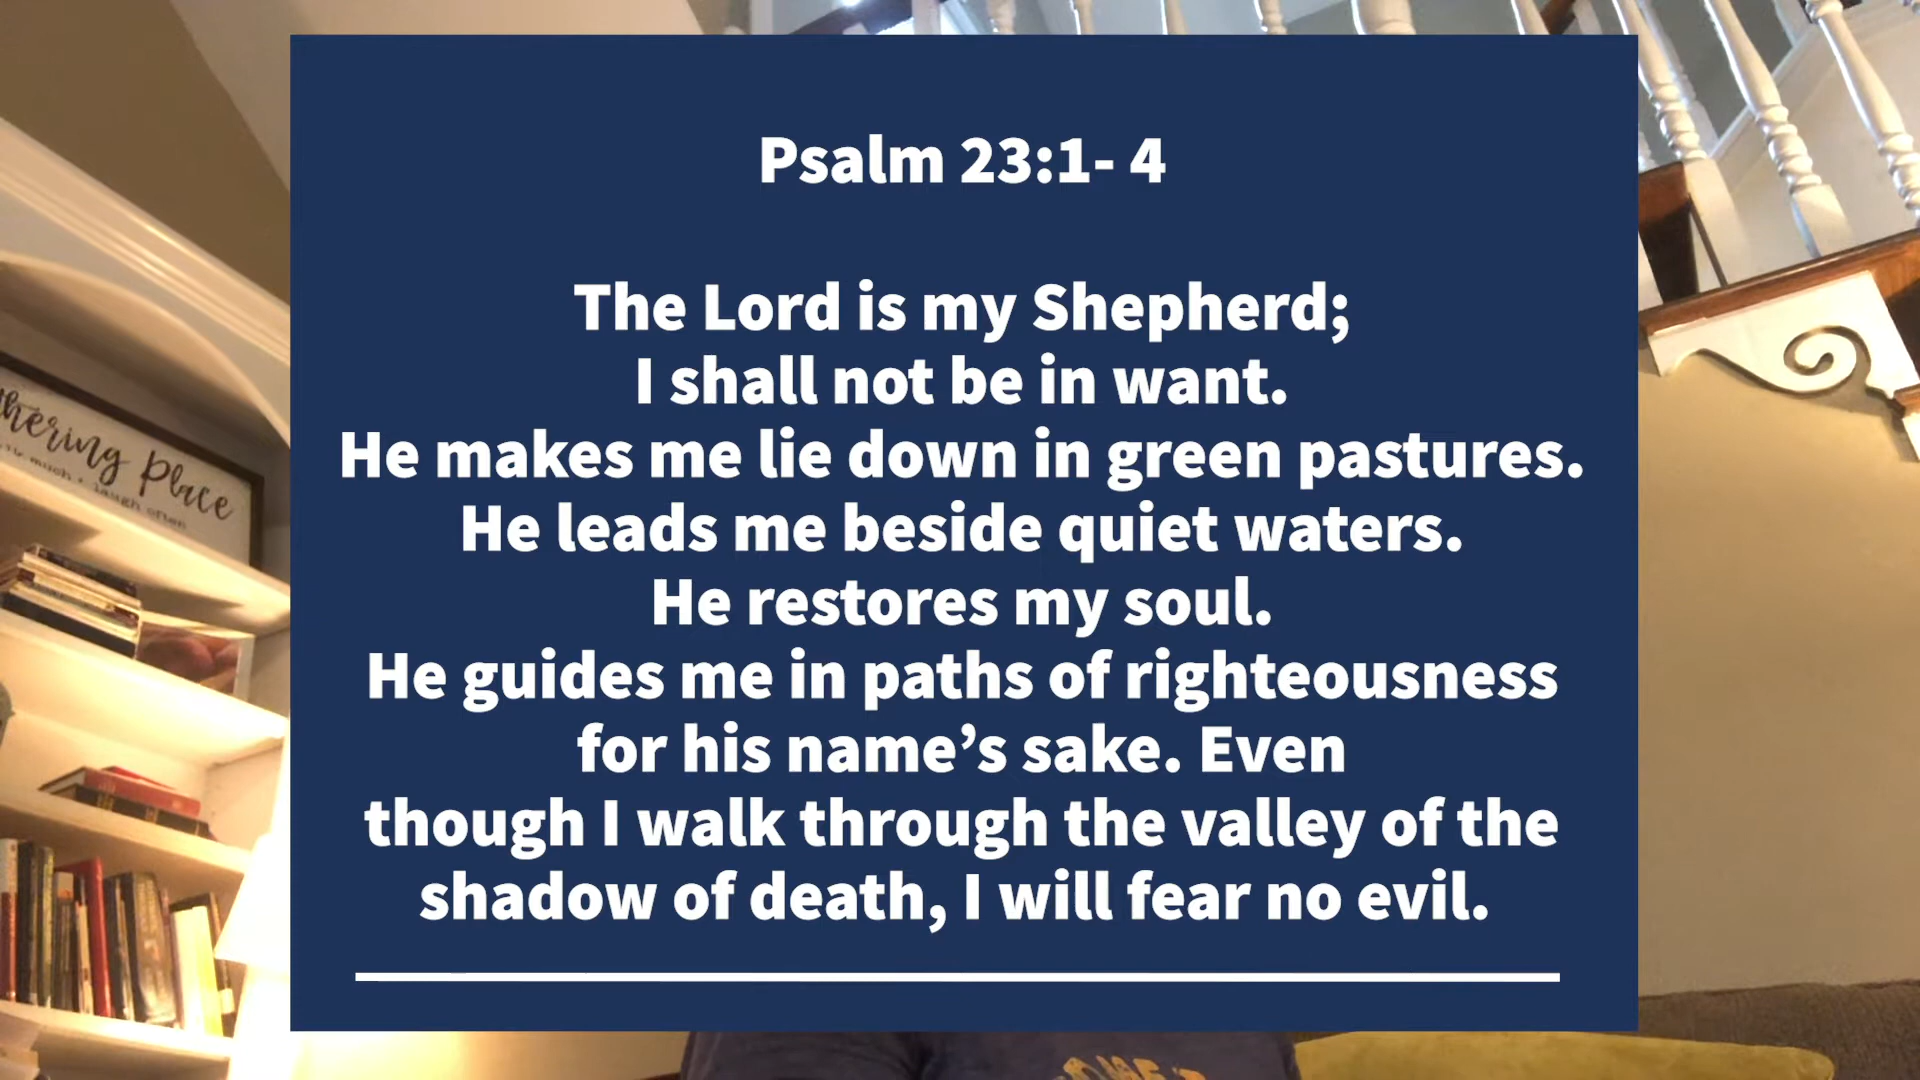 Psalm 23:1- 4
The Lord is my Shepherd;
I shall not be in want.
He makes me lie down in green pastures.
He leads me beside quiet waters.
He restores my soul.
He guides me in paths of righteousness
for his name’s sake. Even
though I walk through the valley of the
shadow of death, I will fear no evil.
Place
much • laugh often